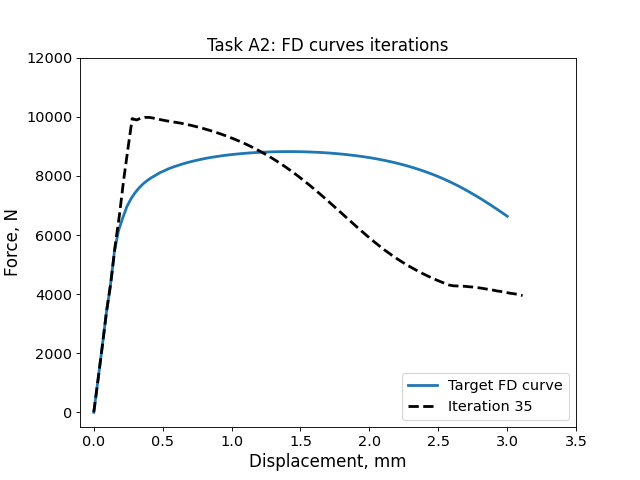 Task A2: FD curves iterations
12000
10000
8000
6000
4000
2000
0
Force, N
0.0 0.5 1.0 1.5 2.0 2.5 3.0 3.5
Displacement, mm
Target FD curve
Iteration 35